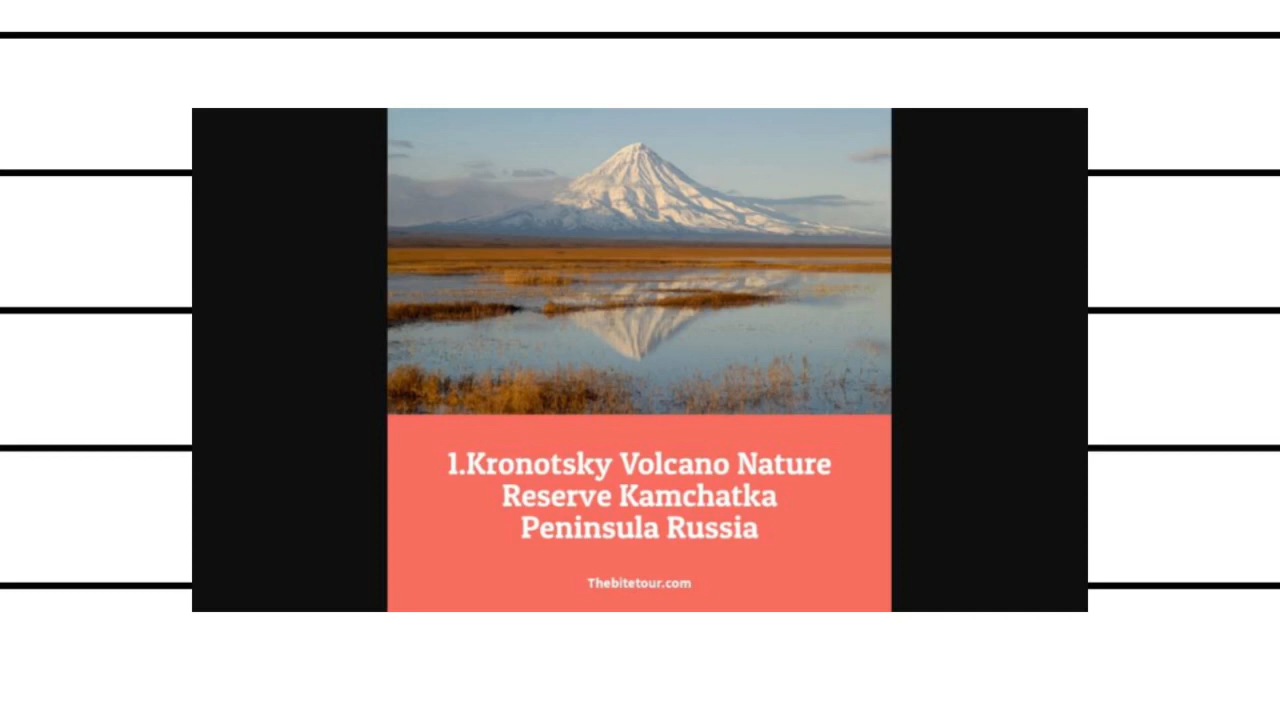 1.Kronotsky Volcano Nature
Reserve Kamchatka
Peninsula Russia
Thebitetour.com